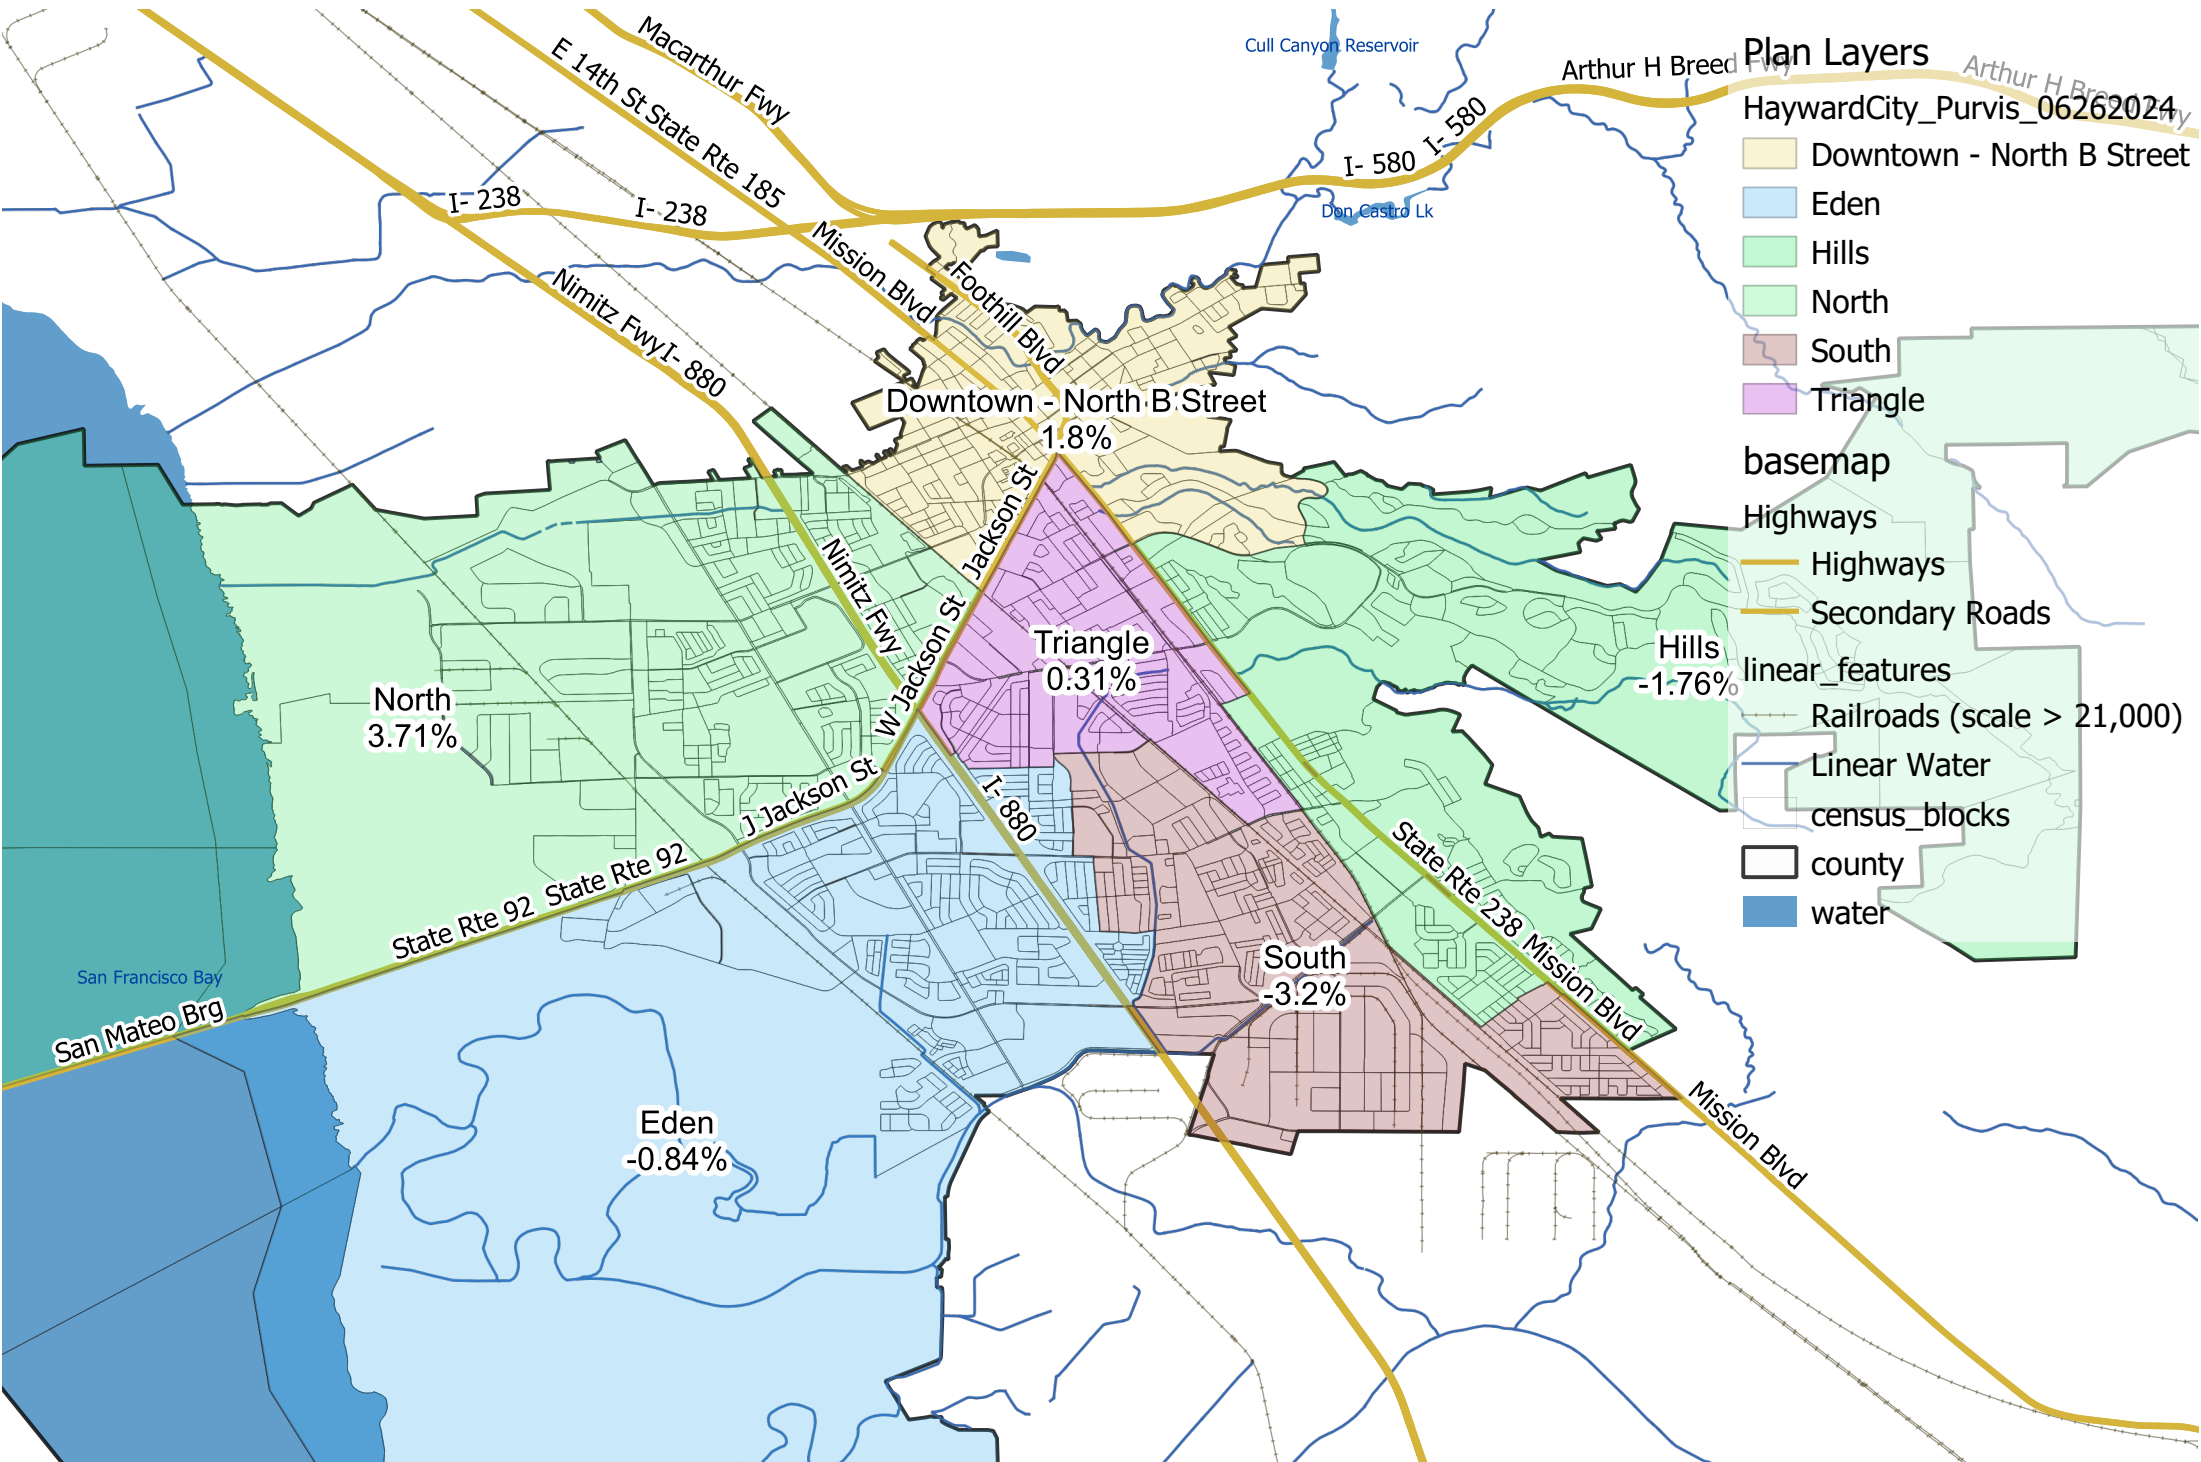 Cull Canyon Reservoir
Macarthur Fwy
E 14th St
State Rte 185
Arthur H Breed Fwy
Arthur H Breed Fwy
I- 580
I- 580
I- 238
I- 238
Don Castro Lk
Mission Blvd
Foothill Blvd
Nimitz Fwy
I- 880
Downtown - North B Street
1.8%
Jackson St
Nimitz Fwy
W Jackson St
Triangle
0.31%
Hills
-1.76%
North
3.71%
J Jackson St
I- 880
State Rte 92
State Rte 92
State Rte 238
Mission Blvd
South
-3.2%
San Francisco Bay
San Mateo Brg
Eden
-0.84%
Mission Blvd
Plan Layers
HaywardCity_Purvis_06262024
Downtown - North B Street
Eden
Hills
North
South
Triangle
basemap
Highways
Highways
Secondary Roads
linear_features
Railroads (scale > 21,000)
Linear Water
census_blocks
county
water